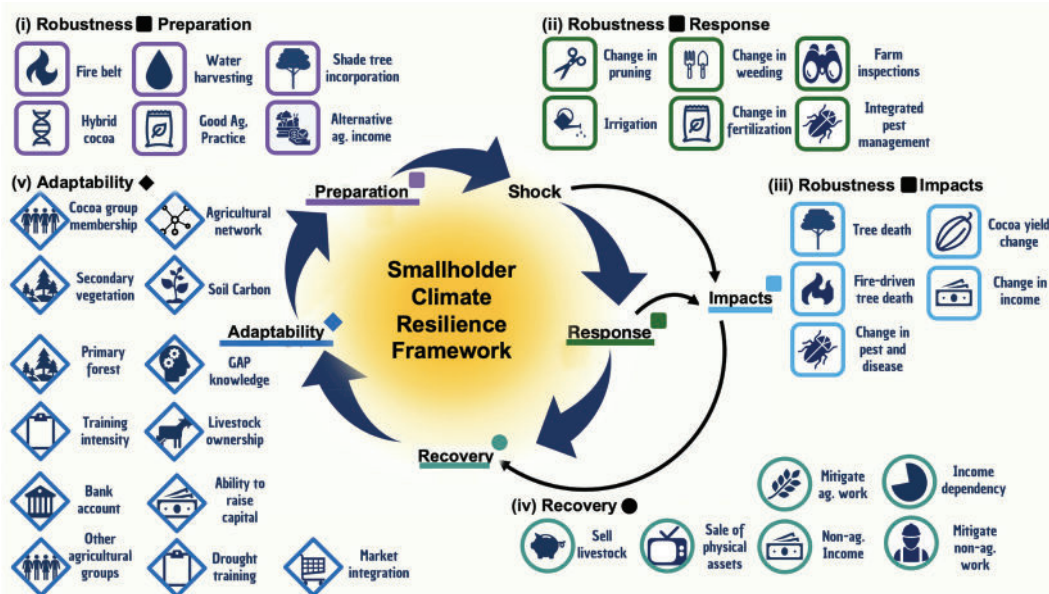 (i) Robustness Preparation
Fire belt
Water
harvesting
Shade tree
incorporation
Hybrid
cocoa
Good Ag,
Practice
Alternative
ag. income
(ii) Robustness Response
Change in
pruning
Change in
weeding
Farm
inspections
Irrigation
Change in
fertilization
Integrated
pest
management
(v) Adaptability
Cocoa group
membership
Agricultural
network
Secondary
vegetation
Soil Carbon
Primary
forest
GAP
knowledge
Training
intensity
Livestock
ownership
Bank
account
Ability to
raise
capital
Other
agricultural
groups
Drought
training
Market
integration
Preparation
Shock
Smallholder
Climate
Resilience
Framework
Adaptability
Response
Impacts
Recovery
(iii) Robustness Impacts
Tree death
Cocoa yield
change
Fire-driven
tree death
Change in
income
Change in
pest and
disease
(iv) Recovery
Sell
livestock
Sale of
physical
assets
Mitigate
ag. work
Income
dependency
Non-ag.
Income
Mitigate
non-ag.
work